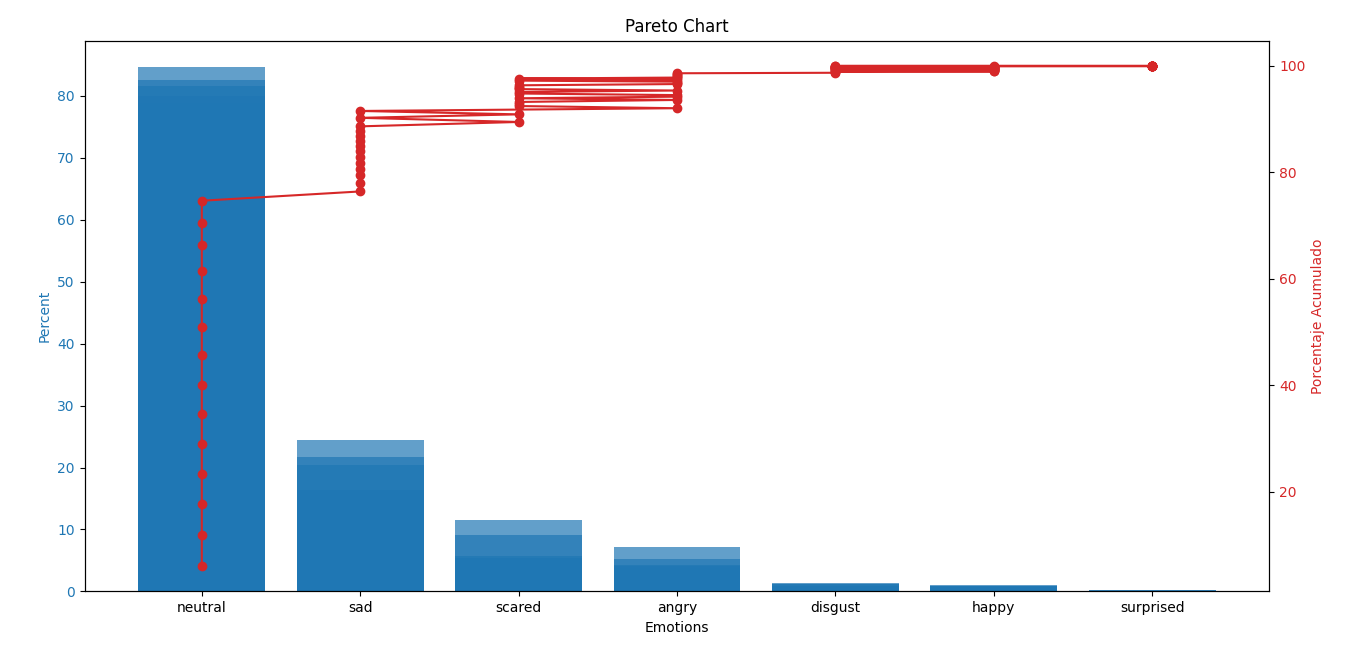 Pareto Chart
Percent
80
70
60
50
40
30
20
10
0
100
80
60
40
20
Porcentaje Acumulado
neutral sad scared angry disgust happy surprised
Emotions